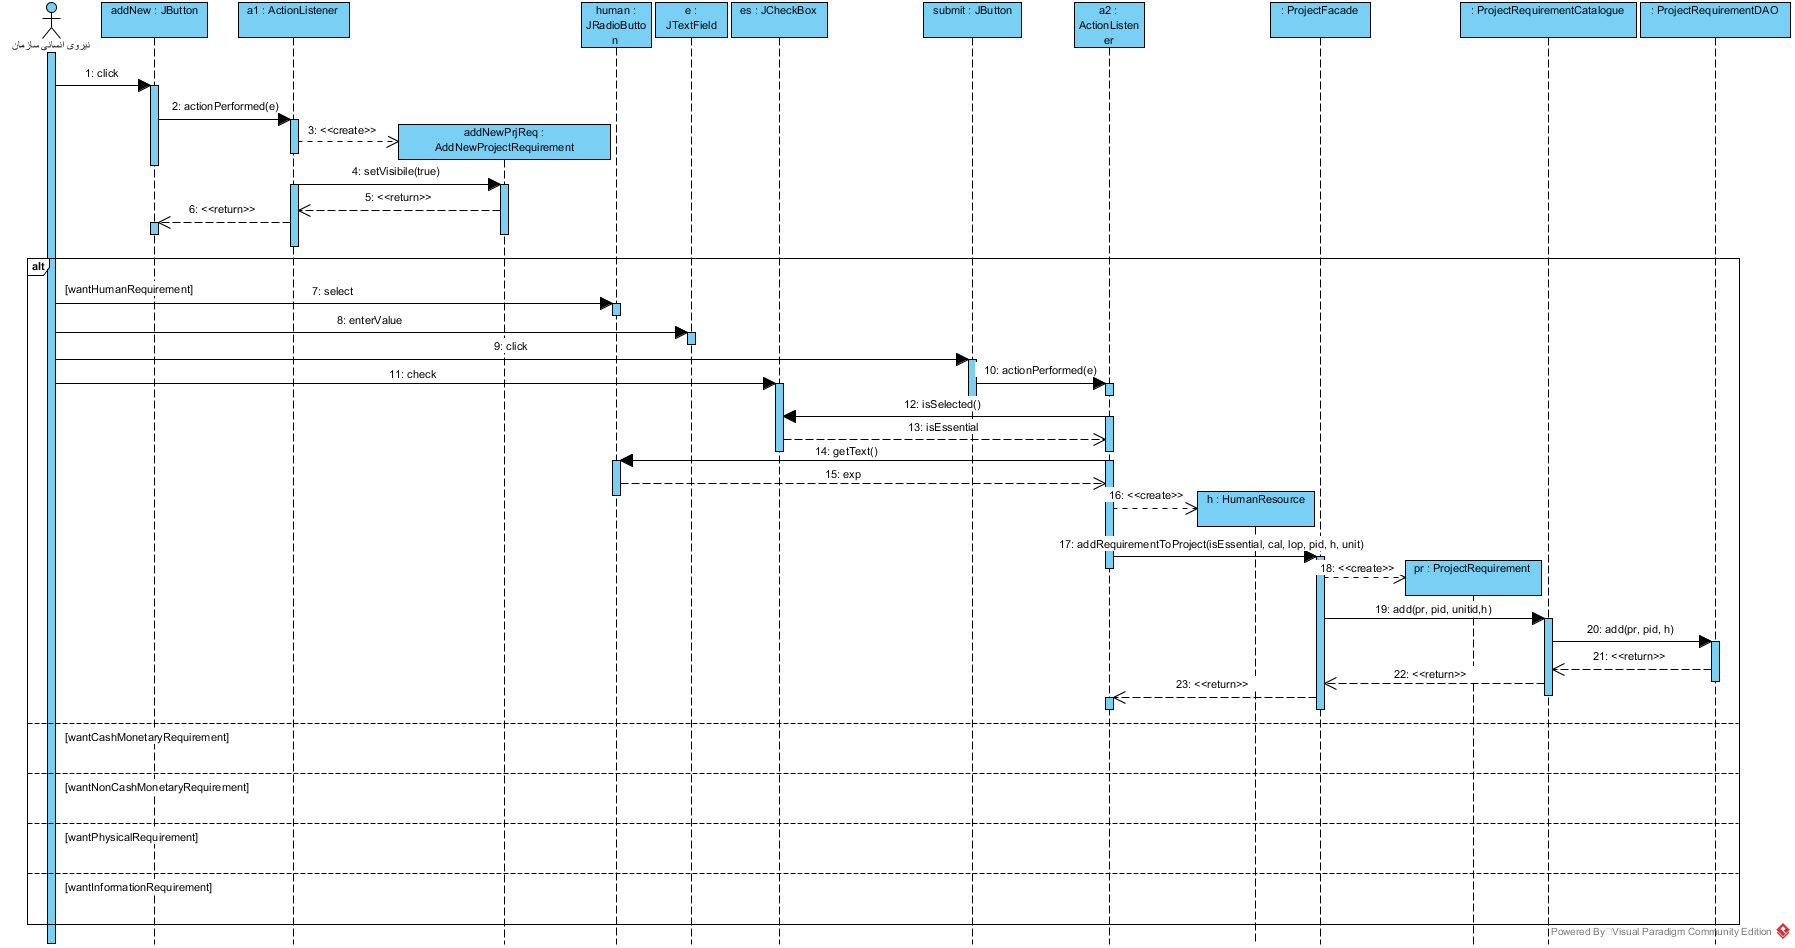 نیروی انسانی سازمان
addNew : JButton
a1 : ActionListener
human :
JRadioButto
n
e :
JTextField
es : JCheckBox
submit : JButton
a2 :
ActionListen
er
: ProjectFacade
: ProjectRequirementCatalogue
: ProjectRequirementDAO
1: click
2: actionPerformed(e)
3: <<create>>
addNewPrjReq :
AddNewProjectRequirement
4: setVisibile(true)
5: <<return>>
6: <<return>>
alt
[wantHumanRequirement]
7: select
8: enterValue
9: click
10: actionPerformed(e)
11: check
12: isSelected()
13: isEssential
14: getText()
15: exp
16: <<create>>
h : HumanResource
17: addRequirementToProject(isEssential, cal, lop, pid, h, unit)
18: <<create>>
pr : ProjectRequirement
19: add(pr, pid, unitid,h)
20: add(pr, pid, h)
21: <<return>>
22: <<return>>
23: <<return>>
[wantCashMonetaryRequirement]
[wantNonCashMonetaryRequirement]
[wantPhysicalRequirement]
[wantInformationRequirement]
Powered By Visual Paradigm Community Edition